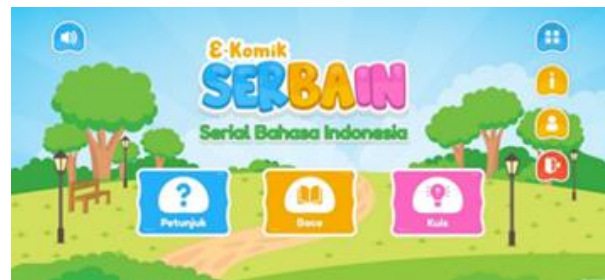 E-Komik
SERBAIN
Serial Bahasa Indonesia
Petunjuk
Baca
Kuis